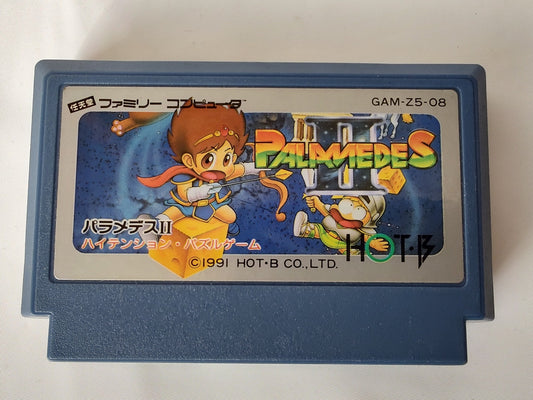 任天堂 ファミリー コンピュータ™ GAM-Z5-08
PALAMEDES
II
パラメデスII
ハイテンション・パズルゲーム
HOT・B
©1991 HOT・B CO., LTD.